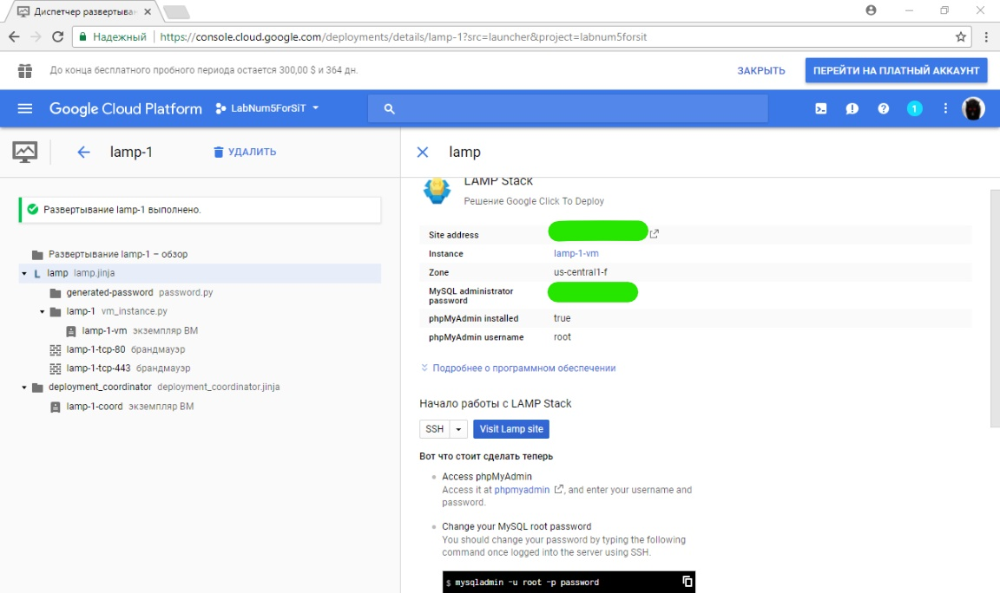 Диспетчер развертыван
Надежный https://console.cloud.google.com/deployments/details/lamp-1?src=launcher&project=labnum5forsit
До конца бесплатного пробного периода остается 300,00 $ и 364 дн. ЗАКРЫТЬ ПЕРЕЙТИ НА ПЛАТНЫЙ АККАУНТ
Google Cloud Platform LabNum5ForSiT 1
lamp-1 УДАЛИТЬ
Развертывание lamp-1 выполнено.
Развертывание lamp-1 – обзор
L lamp lamp.jinja
generated-password password.py
lamp-1 vm_instance.py
lamp-1-vm экземпляр ВМ
lamp-1-tcp-80 брандмауэр
lamp-1-tcp-443 брандмауэр
deployment_coordinator deployment_coordinator.jinja
lamp-1-coord экземпляр ВМ
lamp
LAMP Stack
Решение Google Click To Deploy
Site address
Instance lamp-1-vm
Zone us-central1-f
MySQL administrator
password
phpMyAdmin installed true
phpMyAdmin username root
Подробнее о программном обеспечении
Начало работы с LAMP Stack
SSH Visit Lamp site
Вот что стоит сделать теперь
Access phpMyAdmin
Access it at phpmyadmin , and enter your username and
password.
Change your MySQL root password
You should change your password by typing the following
command once logged into the server using SSH.
$ mysqladmin -u root -p password